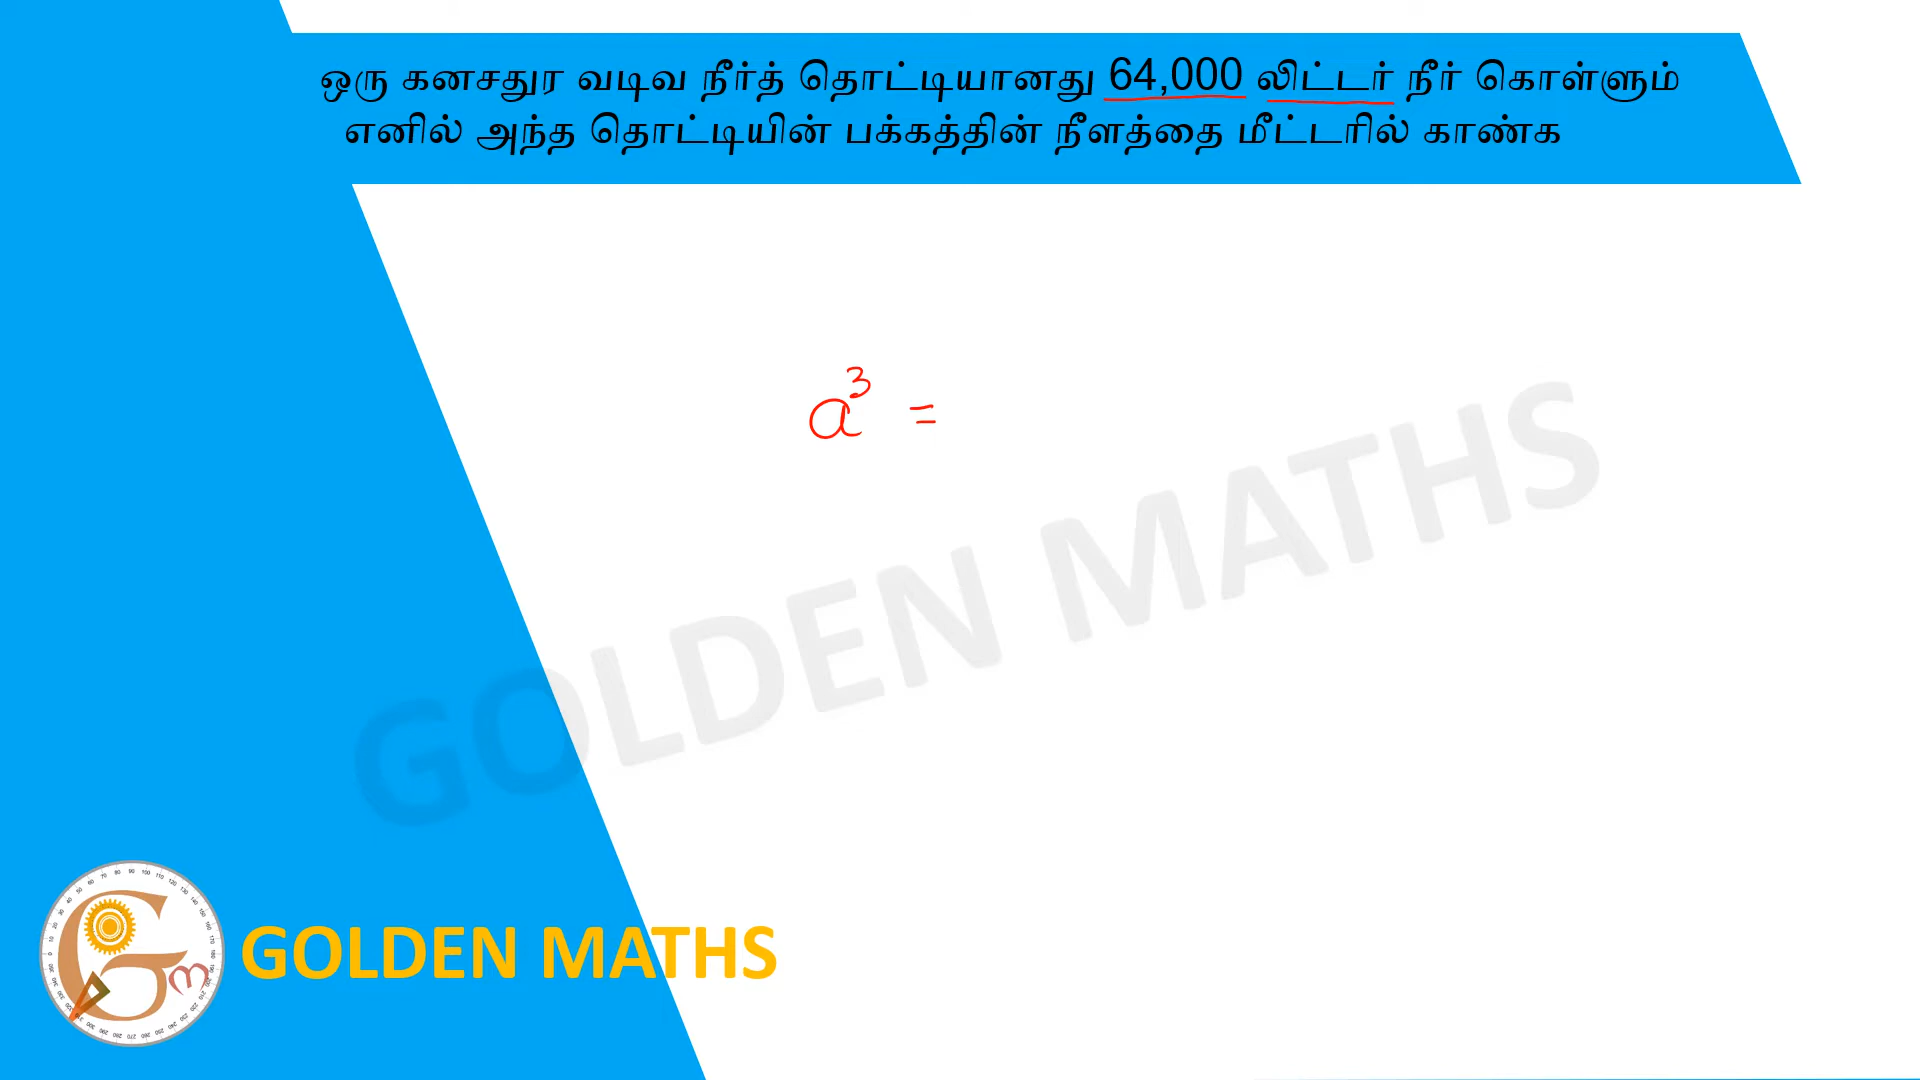 ஒரு கனசதுர வடிவ நீர்த் தொட்டியானது 64,000 லிட்டர் நீர் கொள்ளும்
எனில் அந்த தொட்டியின் பக்கத்தின் நீளத்தை மீட்டரில் காண்க
a³ =
GOLDEN MATHS
GOLDEN MATHS